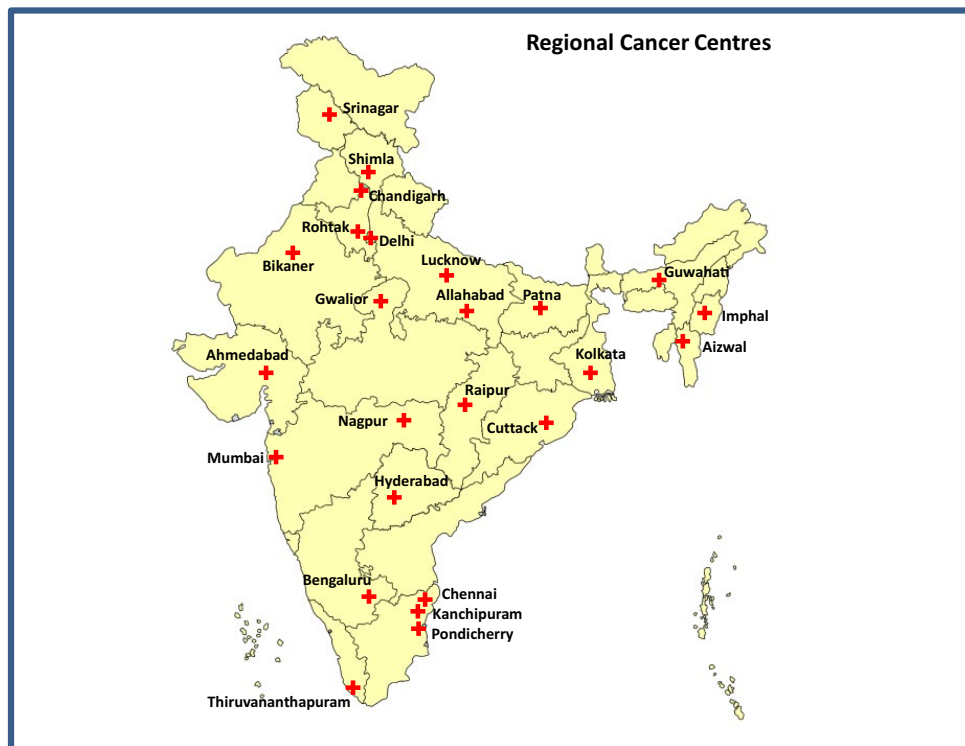 Regional Cancer Centres
Srinagar
Shimla
Chandigarh
Rohtak
Delhi
Bikaner
Lucknow
Guwahati
Gwalior
Allahabad
Patna
Imphal
Aizwal
Ahmedabad
Kolkata
Raipur
Nagpur
Cuttack
Mumbai
Hyderabad
Bengaluru
Chennai
Kanchipuram
Pondicherry
Thiruvananthapuram